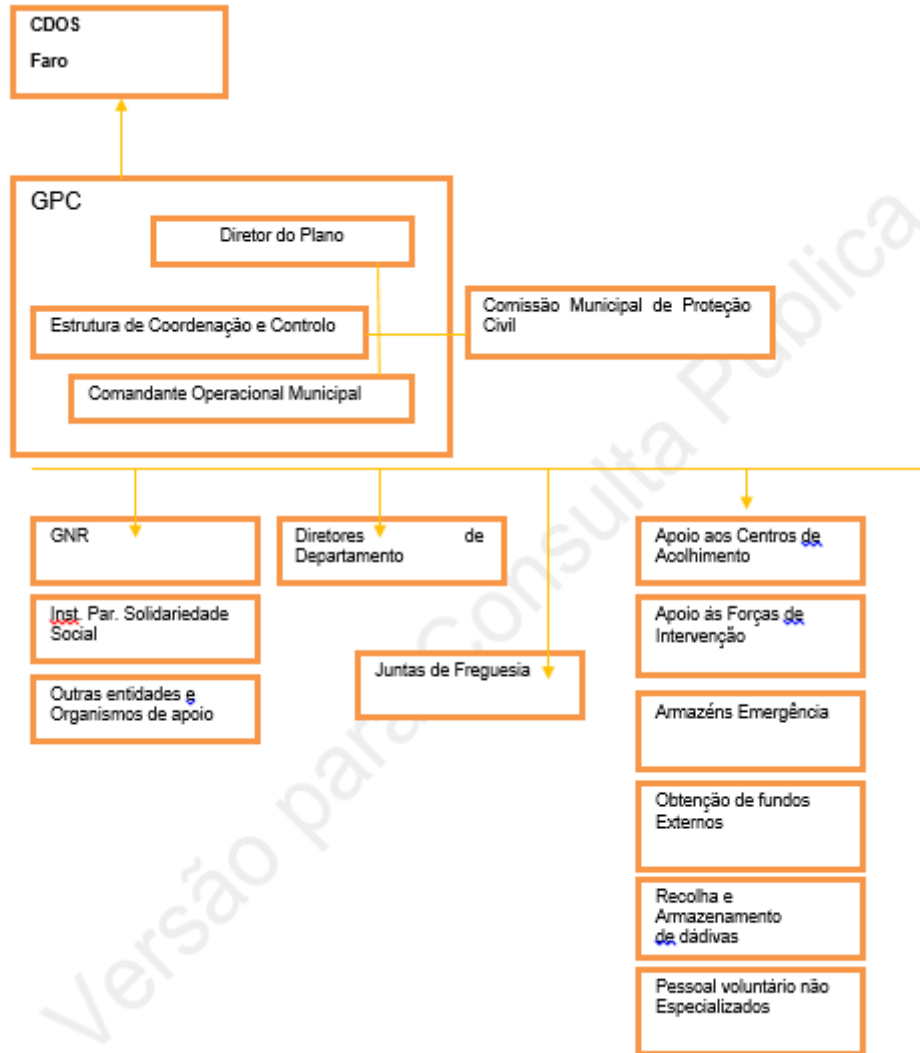 CDOS
Faro
GPC
Diretor do Plano
Estrutura de Coordenação e Controlo
Comandante Operacional Municipal
Comissão Municipal de Proteção
Civil
GNR
Inst. Par. Solidariedade
Social
Outras entidades e
Organismos de apoio
Diretores de
Departamento
Juntas de Freguesia
Apoio aos Centros de
Acolhimento
Apoio ás Forças de
Intervenção
Armazéns Emergência
Obtenção de fundos
Externos
Recolha e
Armazenamento
de dádivas
Pessoal voluntário não
Especializados
Versão para Consulta Pública